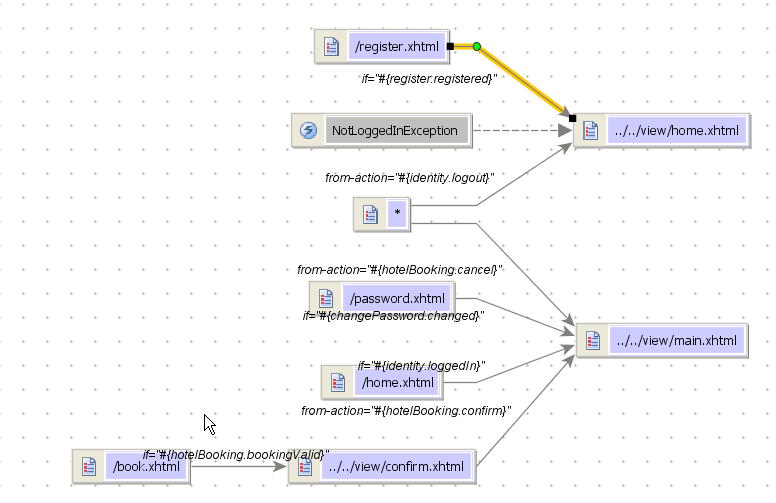 /register.xhtml
if="#{register.registered}"
NotLoggedInException
../../view/home.xhtml
from-action="#{identity.logout}"
*
from-action="#{hotelBooking.cancel}"
/password.xhtml
if="#{changePassword.changed}"
../../view/main.xhtml
if="#{identity.loggedIn}"
/home.xhtml
from-action="#{hotelBooking.confirm}"
if="#{hotelBooking.bookingValid}"
/book.xhtml
../../view/confirm.xhtml